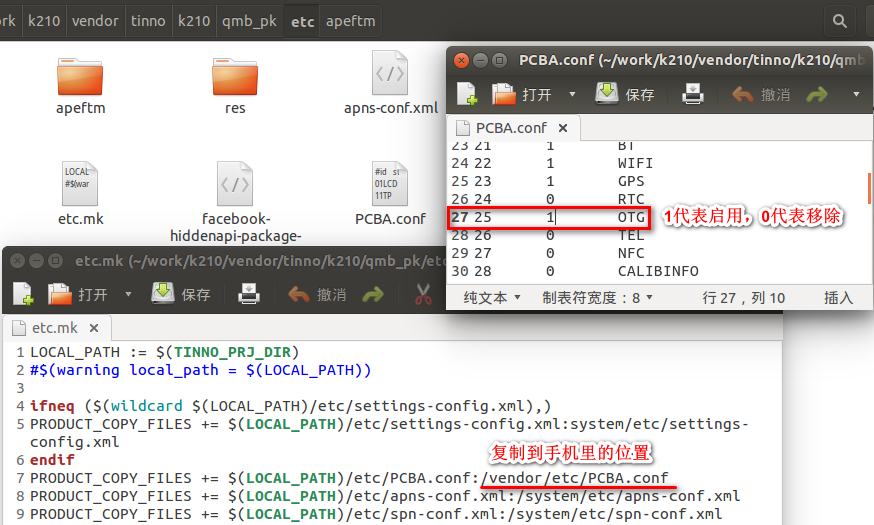 rk k210 vendor tinno k210 qmb_pk etc apeftm
apeftm
res
apns-conf.xml
LOCAL
#$(war
etc.mk
facebook-
hiddenapi-package-
#id st
01LCD
11TP
PCBA.conf
PCBA.conf (~/work/k210/vendor/tinno/k210/qmb
打开 保存 撤消
PCBA.conf ×
23 21 1 BT
24 22 1 WIFI
25 23 1 GPS
26 24 0 RTC
27 25 1 OTG
28 26 0 TEL
29 27 0 NFC
30 28 0 CALIBINFO
1代表启用，0代表移除
纯文本 制表符宽度：8 行 27，列 10 插入
etc.mk (~/work/k210/vendor/tinno/k210/qmb_pk/etc
打开 保存 撤消
etc.mk ×
1 LOCAL_PATH := $(TINNO_PRJ_DIR)
2 #$(warning local_path = $(LOCAL_PATH))
3
4 ifneq ($(wildcard $(LOCAL_PATH)/etc/settings-config.xml),)
5 PRODUCT_COPY_FILES += $(LOCAL_PATH)/etc/settings-config.xml:system/etc/settings-
config.xml
6 endif
复制到手机里的位置
7 PRODUCT_COPY_FILES += $(LOCAL_PATH)/etc/PCBA.conf:/vendor/etc/PCBA.conf
8 PRODUCT_COPY_FILES += $(LOCAL_PATH)/etc/apns-conf.xml:/system/etc/apns-conf.xml
9 PRODUCT_COPY_FILES += $(LOCAL_PATH)/etc/spn-conf.xml:/system/etc/spn-conf.xml